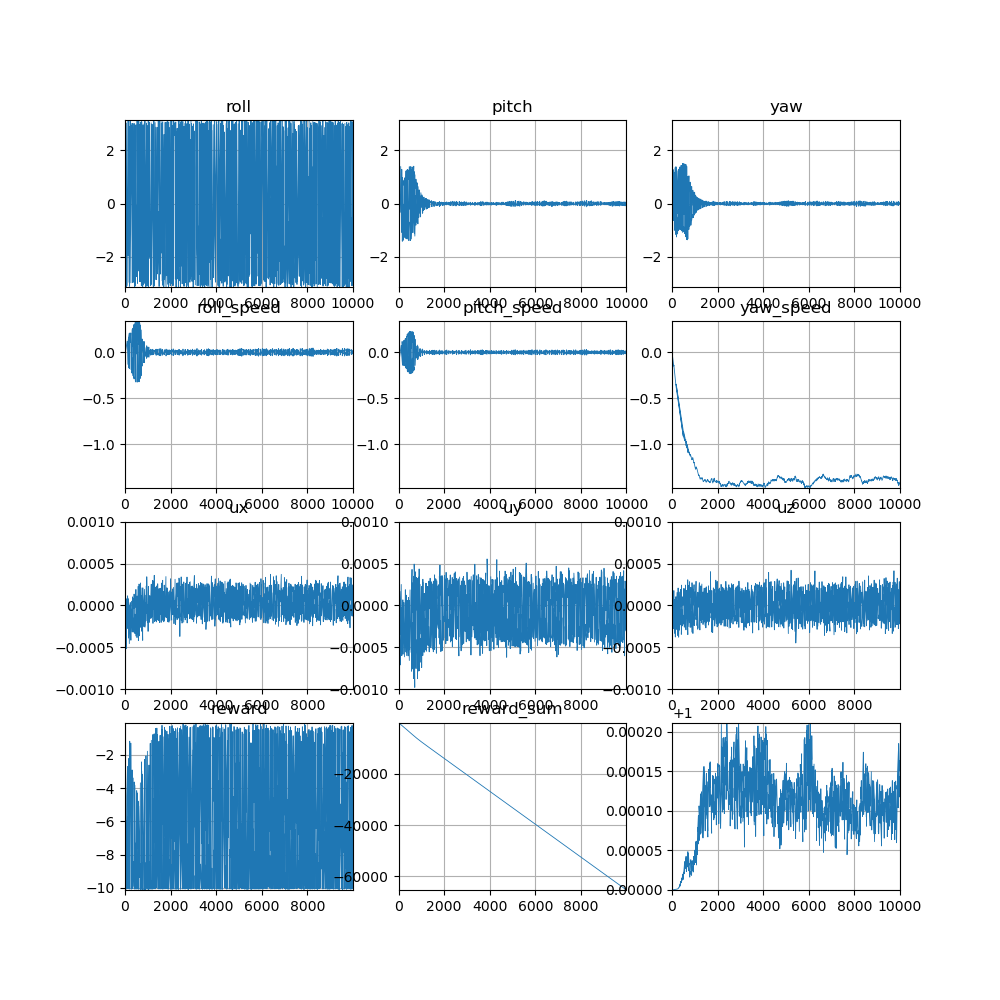 roll pitch yaw
2 2 2
0 0 0
−2 −2 −2
0 2000 4000 6000 8000 10000 0 2000 4000 6000 8000 10000 0 2000 4000 6000 8000 10000
roll_speed pitch_speed yaw_speed
0.0 0.0 0.0
−0.5 −0.5 −0.5
−1.0 −1.0 −1.0
0 2000 4000 6000 8000 10000 0 2000 4000 6000 8000 10000 0 2000 4000 6000 8000 10000
ux uy uz
0.0010 0.0010 0.0010
0.0005 0.0005 0.0005
0.0000 0.0000 0.0000
−0.0005 −0.0005 −0.0005
−0.0010 −0.0010 −0.0010
0 2000 4000 6000 8000 10000 0 2000 4000 6000 8000 10000 0 2000 4000 6000 8000 10000
reward reward_sum +1
−2 −20000 0.00020
−4 −40000 0.00015
−6 −60000 0.00010
−8 0.00005
−10 0.00000
0 2000 4000 6000 8000 0 2000 4000 6000 8000 0 2000 4000 6000 8000 10000